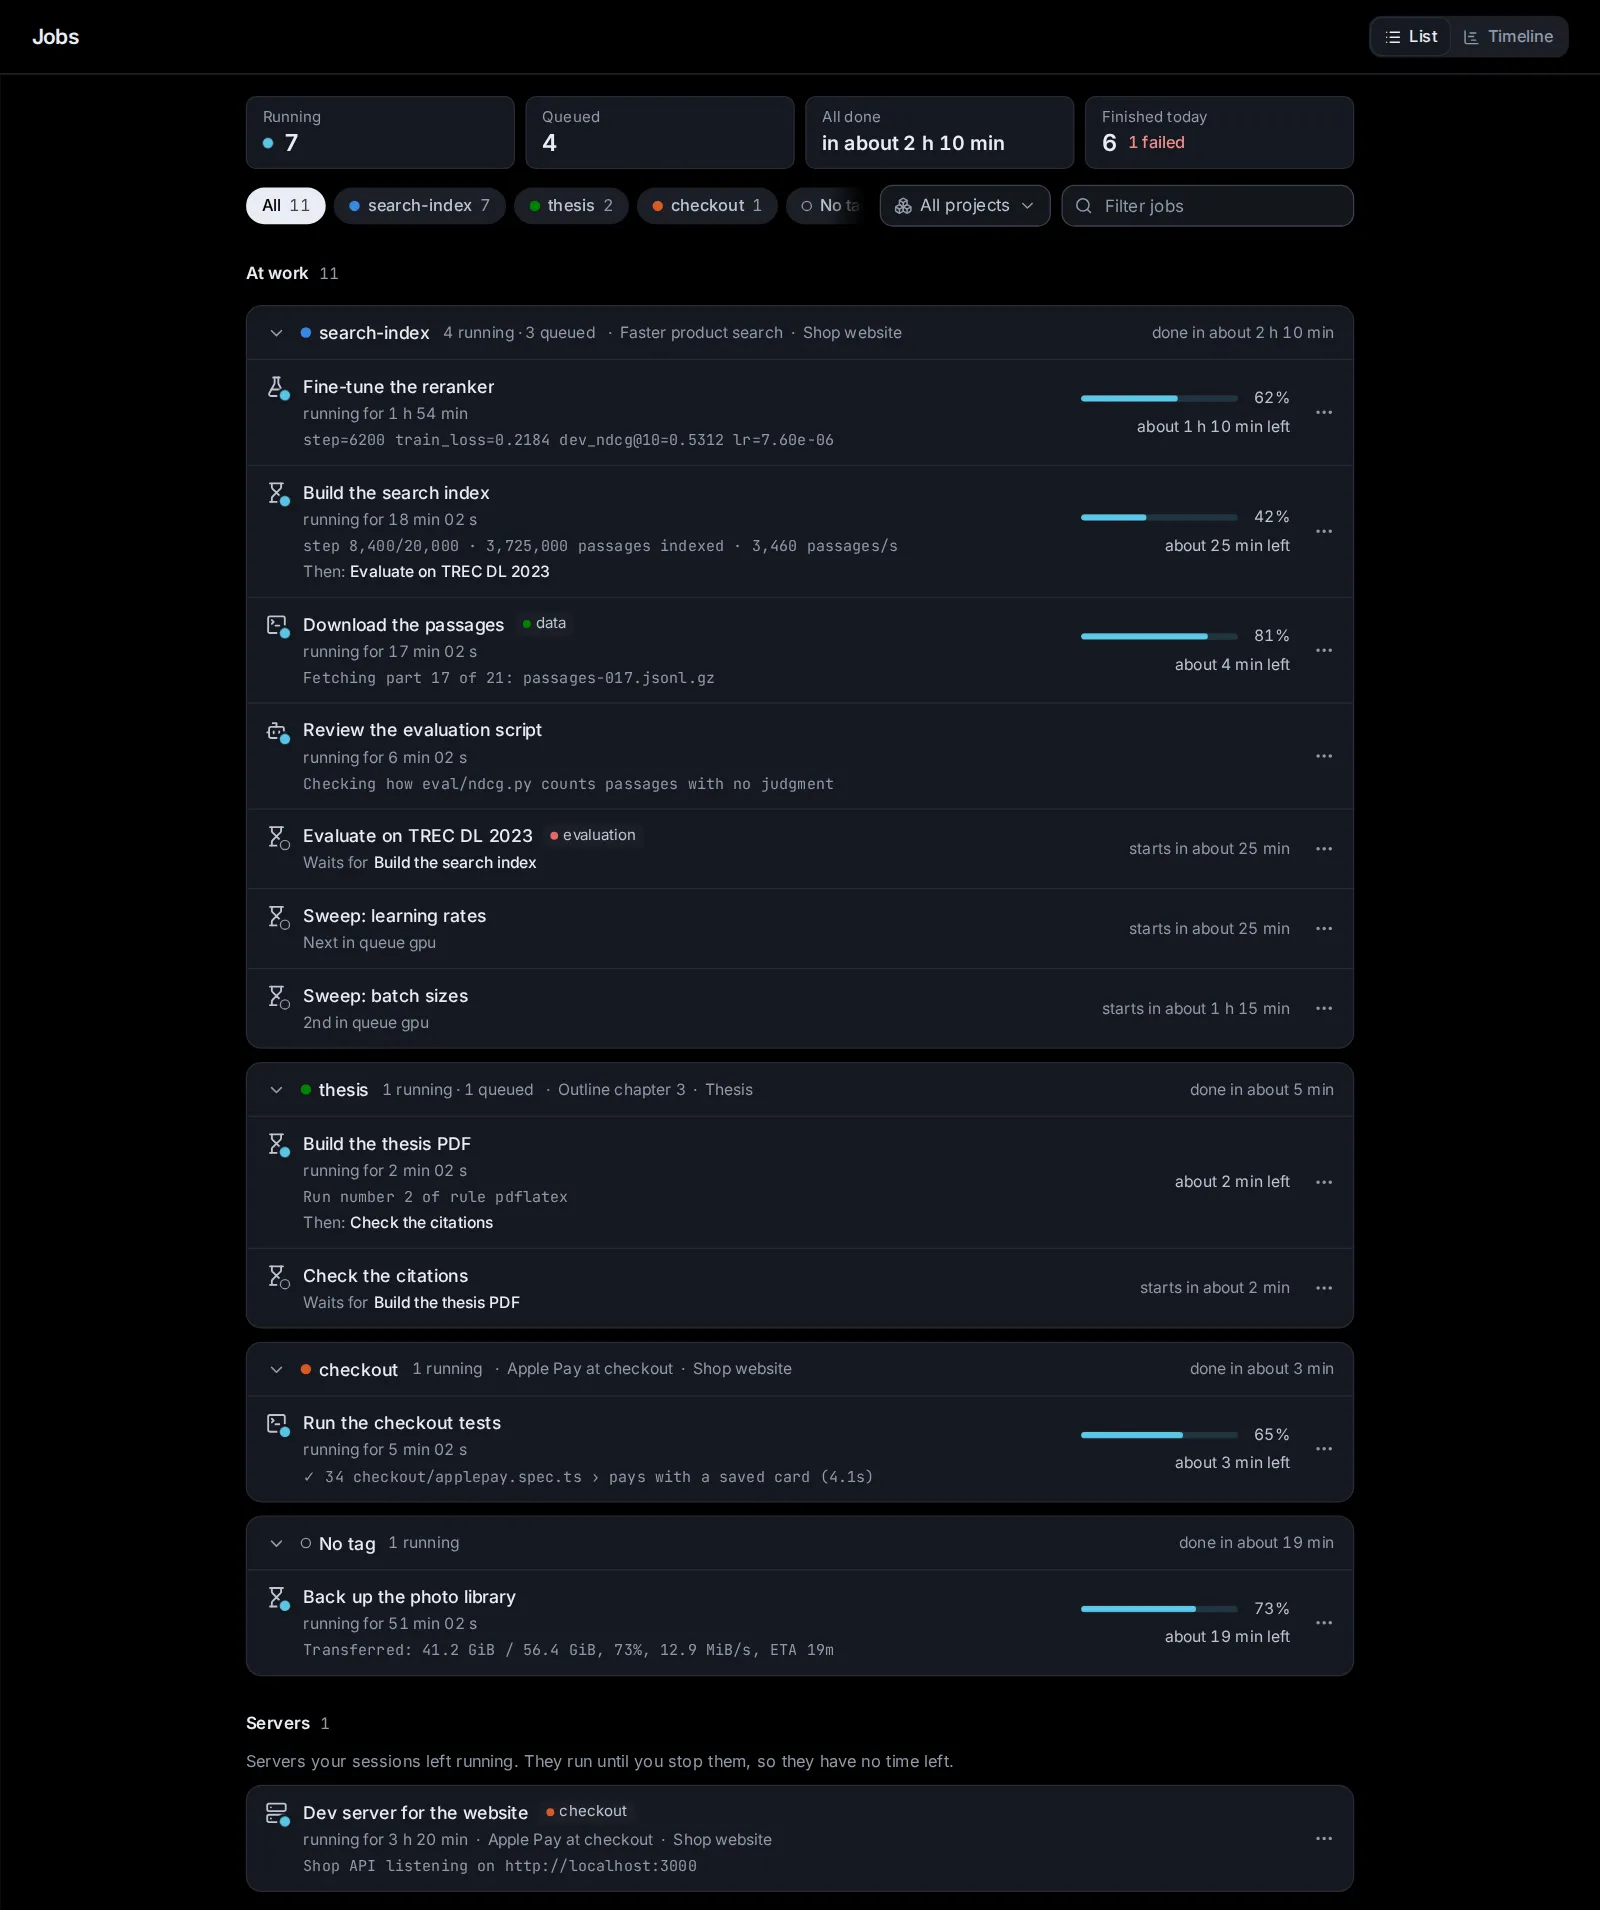 Jobs
List
Timeline
Running
7
Queued
4
All done
in about 2 h 10 min
Finished today
6 1 failed
All 11
search-index 7
thesis 2
checkout 1
No ta
All projects
Filter jobs
At work 11
search-index 4 running · 3 queued · Faster product search · Shop website
done in about 2 h 10 min
Fine-tune the reranker
running for 1 h 54 min
step=6200 train_loss=0.2184 dev_ndcg@10=0.5312 lr=7.60e-06
62%
about 1 h 10 min left
Build the search index
running for 18 min 02 s
step 8,400/20,000 · 3,725,000 passages indexed · 3,460 passages/s
Then: Evaluate on TREC DL 2023
42%
about 25 min left
Download the passages data
running for 17 min 02 s
Fetching part 17 of 21: passages-017.jsonl.gz
81%
about 4 min left
Review the evaluation script
running for 6 min 02 s
Checking how eval/ndcg.py counts passages with no judgment
Evaluate on TREC DL 2023 evaluation
Waits for Build the search index
starts in about 25 min
Sweep: learning rates
Next in queue gpu
starts in about 25 min
Sweep: batch sizes
2nd in queue gpu
starts in about 1 h 15 min
thesis 1 running · 1 queued · Outline chapter 3 · Thesis
done in about 5 min
Build the thesis PDF
running for 2 min 02 s
Run number 2 of rule pdflatex
Then: Check the citations
about 2 min left
Check the citations
Waits for Build the thesis PDF
starts in about 2 min
checkout 1 running · Apple Pay at checkout · Shop website
done in about 3 min
Run the checkout tests
running for 5 min 02 s
✓ 34 checkout/applepay.spec.ts › pays with a saved card (4.1s)
65%
about 3 min left
No tag 1 running
done in about 19 min
Back up the photo library
running for 51 min 02 s
Transferred: 41.2 GiB / 56.4 GiB, 73%, 12.9 MiB/s, ETA 19m
73%
about 19 min left
Servers 1
Servers your sessions left running. They run until you stop them, so they have no time left.
Dev server for the website checkout
running for 3 h 20 min · Apple Pay at checkout · Shop website
Shop API listening on http://localhost:3000